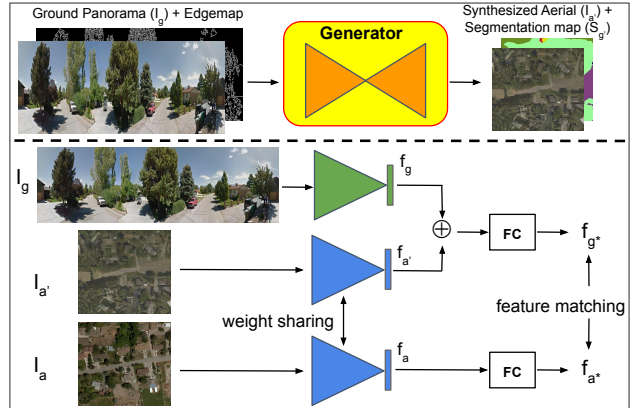 Ground Panorama (I_g) + Edgemap
Synthesized Aerial (I_a') +
Segmentation map (S_g')
Generator
I_g
f_g
FC
f_g*
I_a'
f_a'
weight sharing
feature matching
I_a
f_a
FC
f_a*